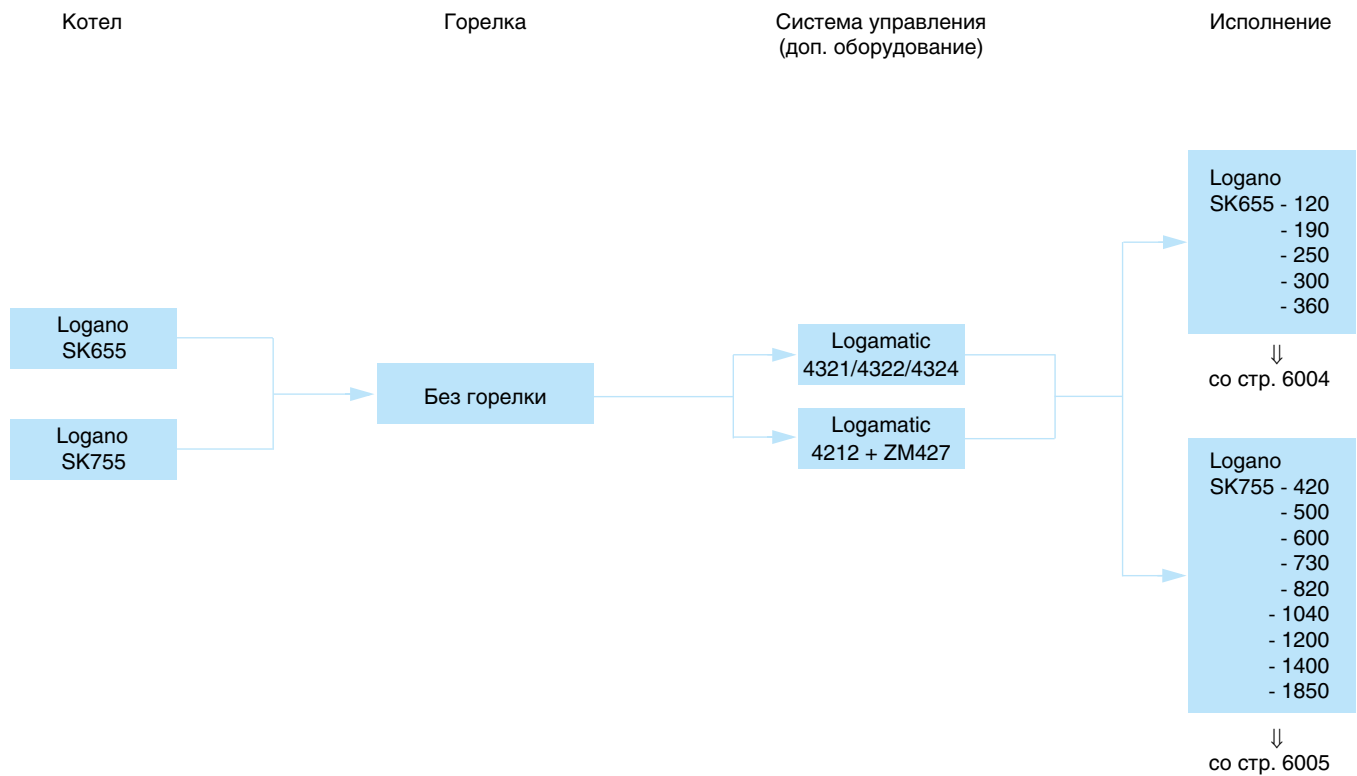 Котел
Горелка
Система управления
(доп. оборудование)
Исполнение
Logano
SK655
Logano
SK755
Без горелки
Logamatic
4321/4322/4324
Logamatic
4212 + ZM427
Logano
SK655 - 120
- 190
- 250
- 300
- 360
⇓
со стр. 6004
Logano
SK755 - 420
- 500
- 600
- 730
- 820
- 1040
- 1200
- 1400
- 1850
⇓
со стр. 6005